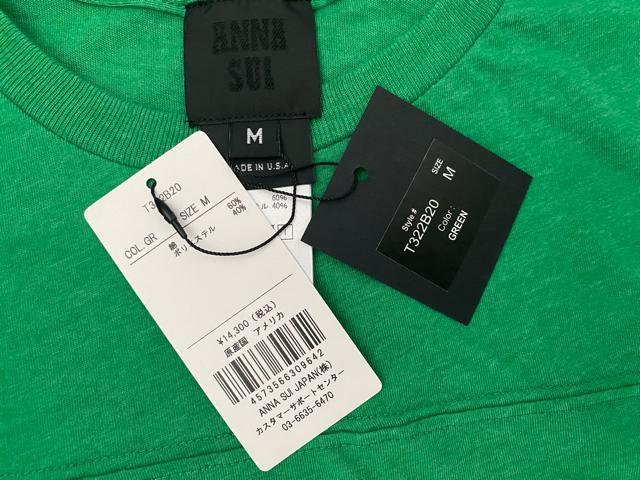 ANNA
SUI
M
MADE IN U.S.A.
60%
40%
T322B20
COL.GR SIZE M
綿 60%
ポリエステル 40%
¥14,300 (税込)
原産国 アメリカ
4573566309642
ANNA SUI JAPAN(株)
カスタマーサポートセンター
03-6635-6470
Style #
T322B20
Color :
GREEN
SIZE
M